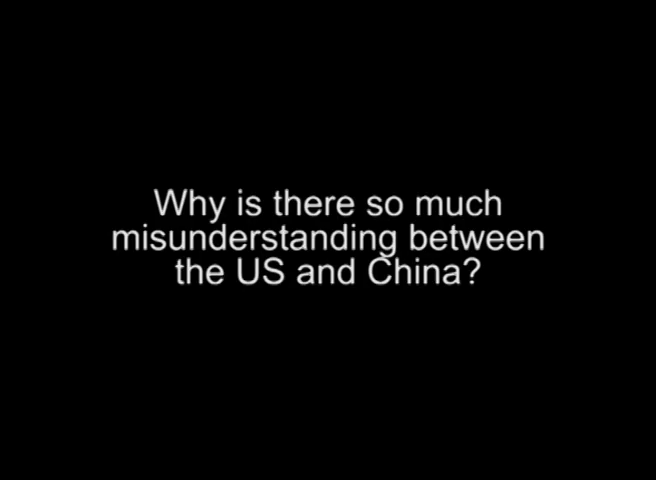 Why is there so much
misunderstanding between
the US and China?